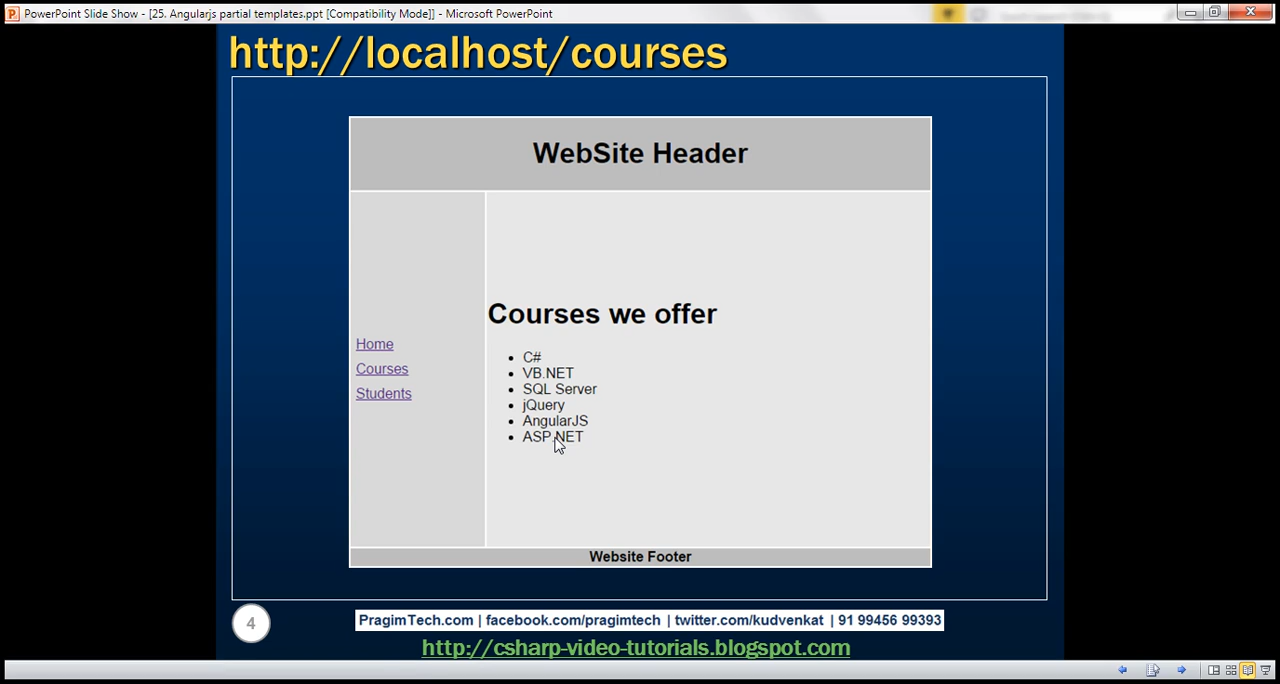 PowerPoint Slide Show - [25. Angularjs partial templates.ppt [Compatibility Mode]] - Microsoft PowerPoint
http://localhost/courses
WebSite Header
Home
Courses
Students
Courses we offer
• C#
• VB.NET
• SQL Server
• jQuery
• AngularJS
• ASP.NET
Website Footer
4
PragimTech.com | facebook.com/pragimtech | twitter.com/kudvenkat | 91 99456 99393
http://csharp-video-tutorials.blogspot.com